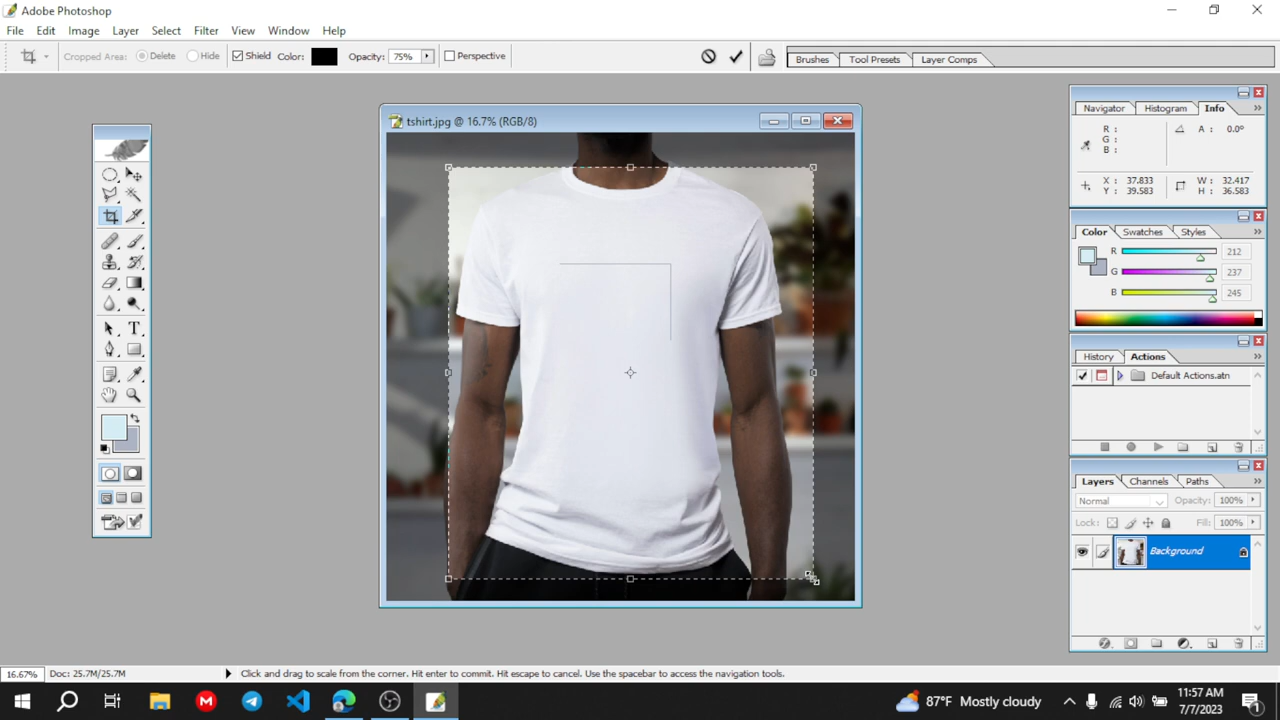 Adobe Photoshop
File Edit Image Layer Select Filter View Window Help
Cropped Area: Delete Hide Shield Color: Opacity: 75% Perspective
Brushes Tool Presets Layer Comps
tshirt.jpg @ 16.7% (RGB/8)
Navigator Histogram Info
R :
G :
B :
A : 0.0º
X : 37.833
Y : 39.583
W : 32.417
H : 36.583
Color Swatches Styles
R 212
G 237
B 245
History Actions
Default Actions.atn
Layers Channels Paths
Normal Opacity: 100%
Lock: Fill: 100%
Background
T
16.67% Doc: 25.7M/25.7M Click and drag to scale from the corner. Hit enter to commit. Hit escape to cancel. Use the spacebar to access the navigation tools.
M
87°F Mostly cloudy
11:57 AM
7/7/2023
1